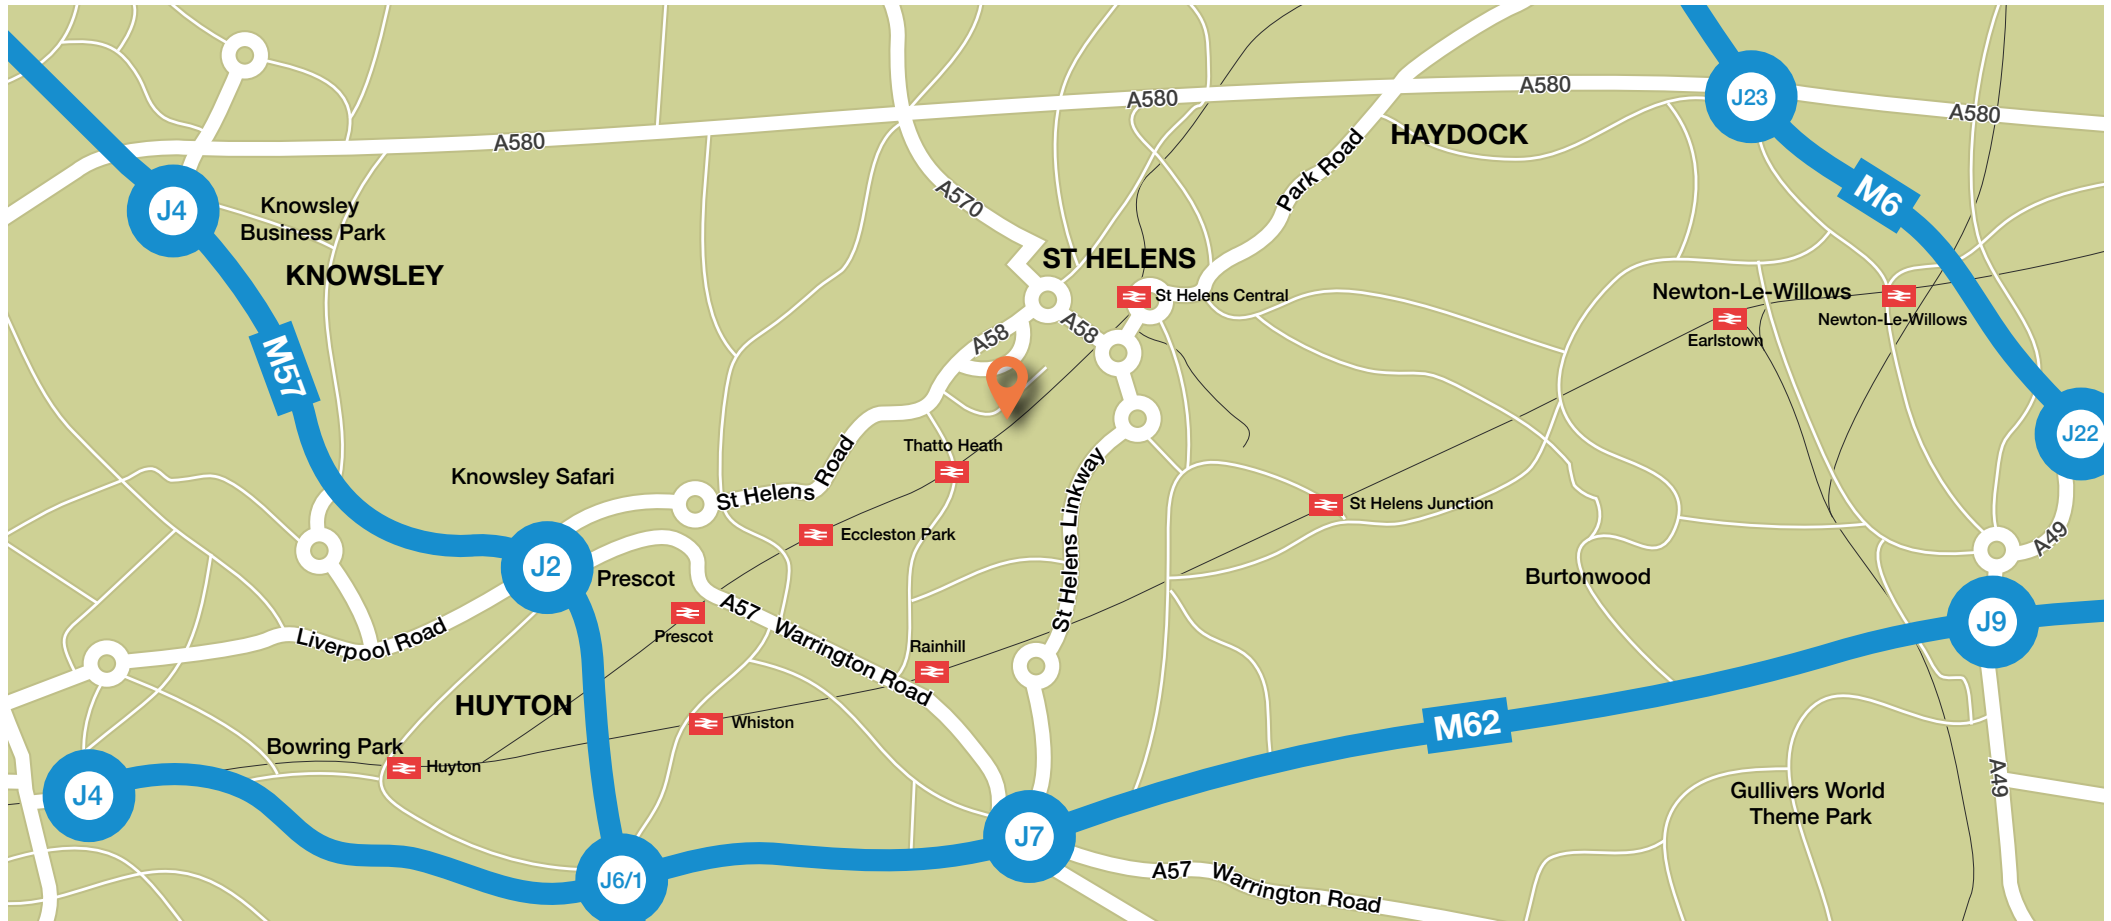 A580
J23
A580
A580
HAYDOCK
A580
Park Road
M6
J4
Knowsley
Business Park
KNOWSLEY
A570
ST HELENS
St Helens Central
Newton-Le-Willows
Newton-Le-Willows
Earlstown
A58
A58
M57
J22
Thatto Heath
Knowsley Safari
St Helens Road
St Helens Linkway
St Helens Junction
Eccleston Park
A49
J2
Prescot
Burtonwood
Prescot
A57 Warrington Road
Liverpool Road
Rainhill
J9
HUYTON
Whiston
M62
Bowring Park
Huyton
J4
A49
Gullivers World
Theme Park
J7
J6/1
A57 Warrington Road